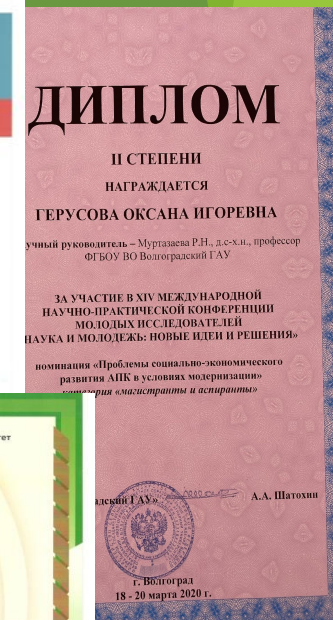 ДИПЛОМ
II СТЕПЕНИ
НАГРАЖДАЕТСЯ
ГЕРУСОВА ОКСАНА ИГОРЕВНА
учный руководитель – Муртазаева Р.Н., д.с-х.н., профессор
ФГБОУ ВО Волгоградский ГАУ
ЗА УЧАСТИЕ В XIV МЕЖДУНАРОДНОЙ
НАУЧНО-ПРАКТИЧЕСКОЙ КОНФЕРЕНЦИИ
МОЛОДЫХ ИССЛЕДОВАТЕЛЕЙ
НАУКА И МОЛОДЕЖЬ: НОВЫЕ ИДЕИ И РЕШЕНИЯ»
номинация «Проблемы социально-экономического
развития АПК в условиях модернизации»
категория «магистранты и аспиранты»
тет
адский ГАУ» А.А. Шатохин
г. Волгоград
18 - 20 марта 2020 г.